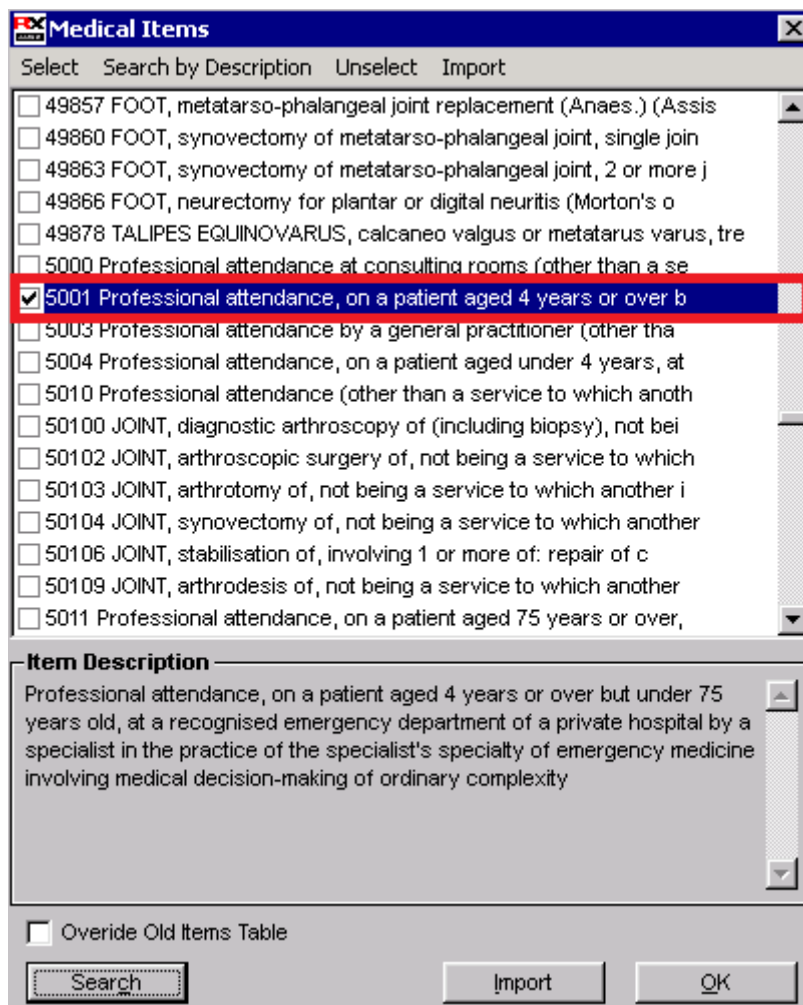 RX Medical Items
Select Search by Description Unselect Import
49857 FOOT, metatarso-phalangeal joint replacement (Anaes.) (Assis
49860 FOOT, synovectomy of metatarso-phalangeal joint, single join
49863 FOOT, synovectomy of metatarso-phalangeal joint, 2 or more j
49866 FOOT, neurectomy for plantar or digital neuritis (Morton's o
49878 TALIPES EQUINOVARUS, calcaneo valgus or metatarus varus, tre
5000 Professional attendance at consulting rooms (other than a se
5001 Professional attendance, on a patient aged 4 years or over b
5003 Professional attendance by a general practitioner (other tha
5004 Professional attendance, on a patient aged under 4 years, at
5010 Professional attendance (other than a service to which anoth
50100 JOINT, diagnostic arthroscopy of (including biopsy), not bei
50102 JOINT, arthroscopic surgery of, not being a service to which
50103 JOINT, arthrotomy of, not being a service to which another i
50104 JOINT, synovectomy of, not being a service to which another
50106 JOINT, stabilisation of, involving 1 or more of: repair of c
50109 JOINT, arthrodesis of, not being a service to which another
5011 Professional attendance, on a patient aged 75 years or over,
Item Description
Professional attendance, on a patient aged 4 years or over but under 75
years old, at a recognised emergency department of a private hospital by a
specialist in the practice of the specialist's specialty of emergency medicine
involving medical decision-making of ordinary complexity
Overide Old Items Table
Search Import OK